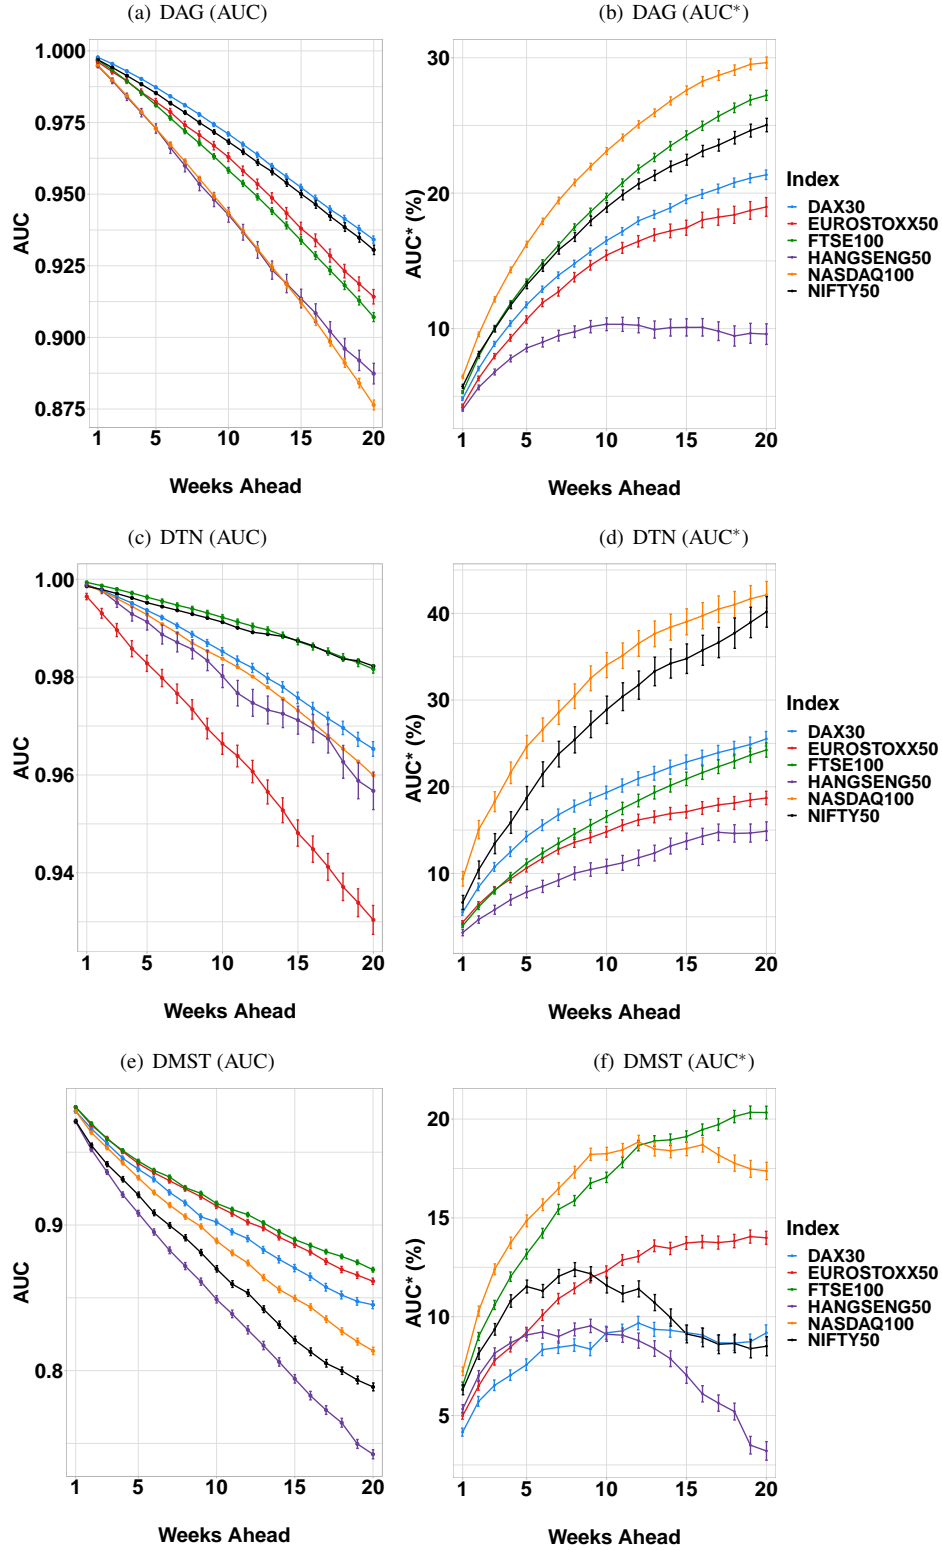 (a) DAG (AUC)
(b) DAG (AUC*)
1.000
0.975
0.950
0.925
0.900
0.875
AUC
1 5 10 15 20
Weeks Ahead
30
20
10
AUC* (%)
1 5 10 15 20
Weeks Ahead
Index
DAX30
EUROSTOXX50
FTSE100
HANGSENG50
NASDAQ100
NIFTY50
(c) DTN (AUC)
(d) DTN (AUC*)
1.00
0.98
0.96
0.94
AUC
1 5 10 15 20
Weeks Ahead
40
30
20
10
AUC* (%)
1 5 10 15 20
Weeks Ahead
Index
DAX30
EUROSTOXX50
FTSE100
HANGSENG50
NASDAQ100
NIFTY50
(e) DMST (AUC)
(f) DMST (AUC*)
0.9
0.8
AUC
1 5 10 15 20
Weeks Ahead
20
15
10
5
AUC* (%)
1 5 10 15 20
Weeks Ahead
Index
DAX30
EUROSTOXX50
FTSE100
HANGSENG50
NASDAQ100
NIFTY50